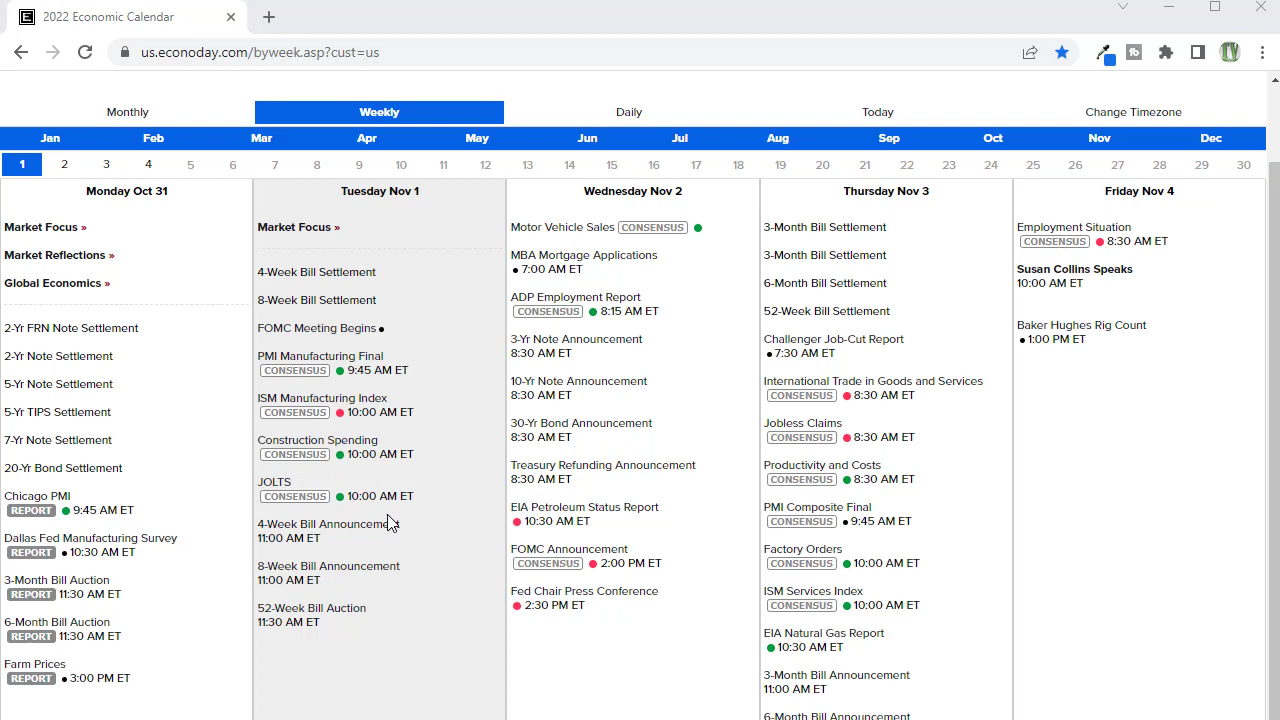 2022 Economic Calendar
us.econoday.com/byweek.asp?cust=us
Monthly Weekly Daily Today Change Timezone
Jan Feb Mar Apr May Jun Jul Aug Sep Oct Nov Dec
1 2 3 4 5 6 7 8 9 10 11 12 13 14 15 16 17 18 19 20 21 22 23 24 25 26 27 28 29 30
Monday Oct 31
Market Focus »
Market Reflections »
Global Economics »
2-Yr FRN Note Settlement
2-Yr Note Settlement
5-Yr Note Settlement
5-Yr TIPS Settlement
7-Yr Note Settlement
20-Yr Bond Settlement
Chicago PMI
REPORT 9:45 AM ET
Dallas Fed Manufacturing Survey
REPORT 10:30 AM ET
3-Month Bill Auction
REPORT 11:30 AM ET
6-Month Bill Auction
REPORT 11:30 AM ET
Farm Prices
REPORT 3:00 PM ET
Tuesday Nov 1
Market Focus »
4-Week Bill Settlement
8-Week Bill Settlement
FOMC Meeting Begins
PMI Manufacturing Final
CONSENSUS 9:45 AM ET
ISM Manufacturing Index
CONSENSUS 10:00 AM ET
Construction Spending
CONSENSUS 10:00 AM ET
JOLTS
CONSENSUS 10:00 AM ET
4-Week Bill Announcement
11:00 AM ET
8-Week Bill Announcement
11:00 AM ET
52-Week Bill Auction
11:30 AM ET
Wednesday Nov 2
Motor Vehicle Sales CONSENSUS
MBA Mortgage Applications
7:00 AM ET
ADP Employment Report
CONSENSUS 8:15 AM ET
3-Yr Note Announcement
8:30 AM ET
10-Yr Note Announcement
8:30 AM ET
30-Yr Bond Announcement
8:30 AM ET
Treasury Refunding Announcement
8:30 AM ET
EIA Petroleum Status Report
10:30 AM ET
FOMC Announcement
CONSENSUS 2:00 PM ET
Fed Chair Press Conference
2:30 PM ET
Thursday Nov 3
3-Month Bill Settlement
3-Month Bill Settlement
6-Month Bill Settlement
52-Week Bill Settlement
Challenger Job-Cut Report
7:30 AM ET
International Trade in Goods and Services
CONSENSUS 8:30 AM ET
Jobless Claims
CONSENSUS 8:30 AM ET
Productivity and Costs
CONSENSUS 8:30 AM ET
PMI Composite Final
CONSENSUS 9:45 AM ET
Factory Orders
CONSENSUS 10:00 AM ET
ISM Services Index
CONSENSUS 10:00 AM ET
EIA Natural Gas Report
10:30 AM ET
3-Month Bill Announcement
11:00 AM ET
6-Month Bill Announcement
Friday Nov 4
Employment Situation
CONSENSUS 8:30 AM ET
Susan Collins Speaks
10:00 AM ET
Baker Hughes Rig Count
1:00 PM ET